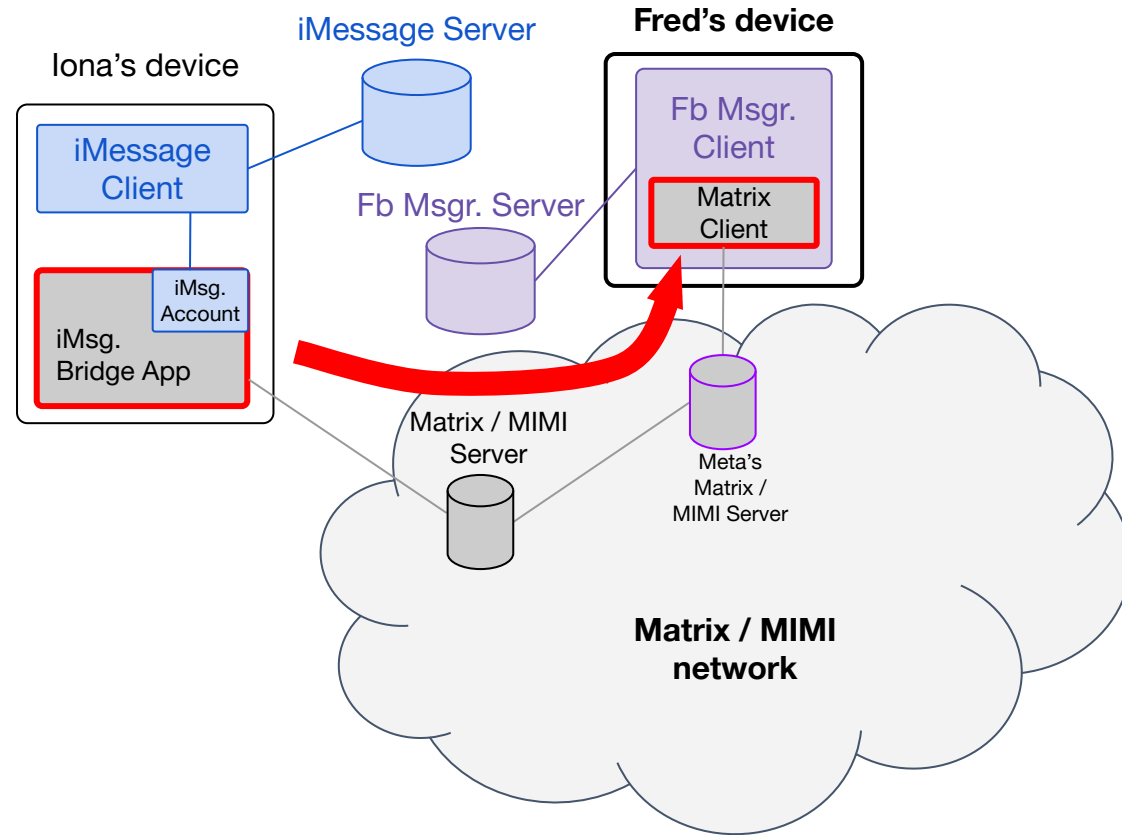 iMessage Server
Fred's device
Iona's device
iMessage
Client
Fb Msgr.
Client
Matrix
Client
Fb Msgr. Server
iMsg.
Account
iMsg.
Bridge App
Matrix / MIMI
Server
Meta's
Matrix /
MIMI Server
Matrix / MIMI
network